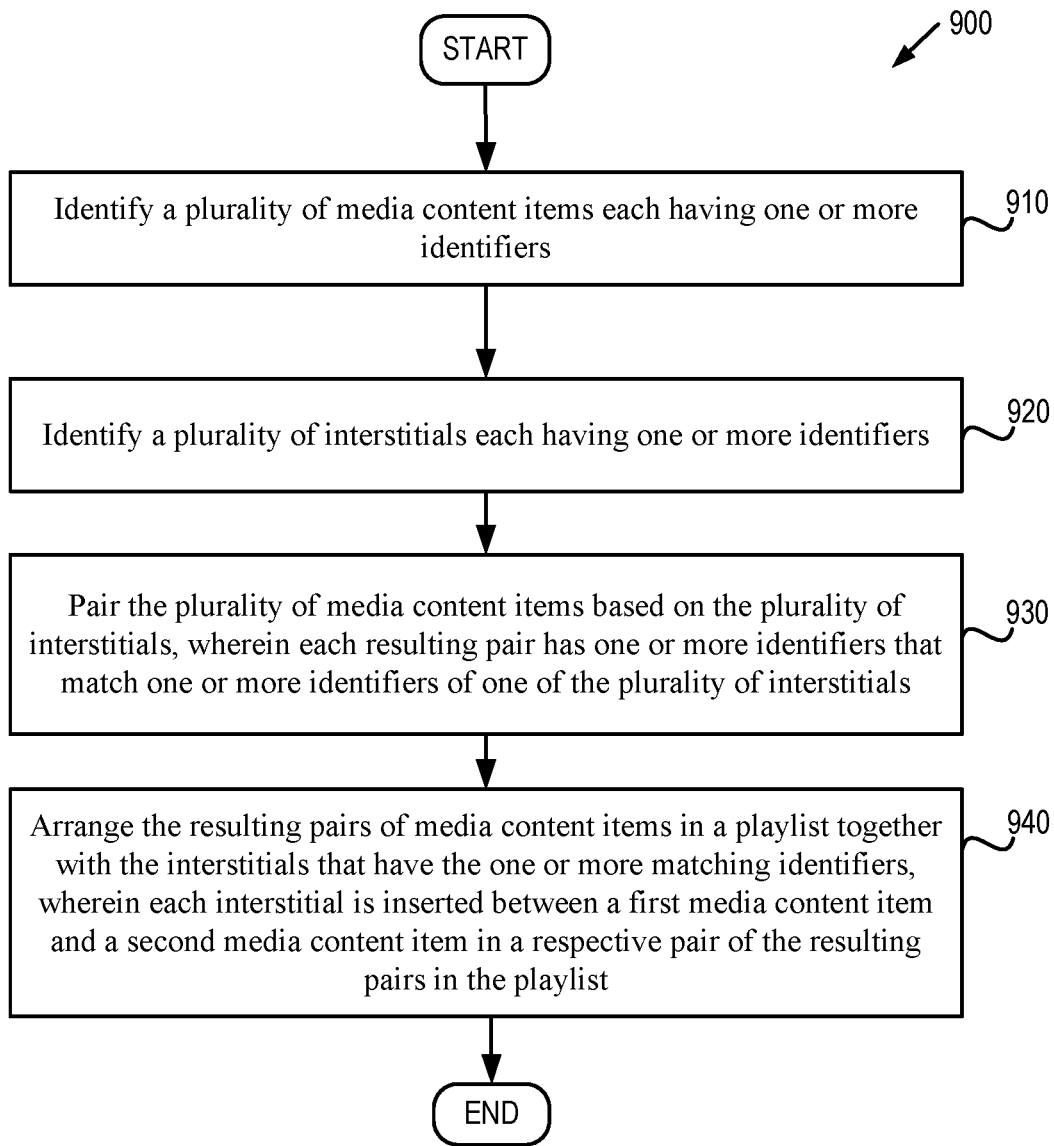 START
900
Identify a plurality of media content items each having one or more
identifiers
910
Identify a plurality of interstitials each having one or more identifiers
920
Pair the plurality of media content items based on the plurality of
interstitials, wherein each resulting pair has one or more identifiers that
match one or more identifiers of one of the plurality of interstitials
930
Arrange the resulting pairs of media content items in a playlist together
with the interstitials that have the one or more matching identifiers,
wherein each interstitial is inserted between a first media content item
and a second media content item in a respective pair of the resulting
pairs in the playlist
940
END